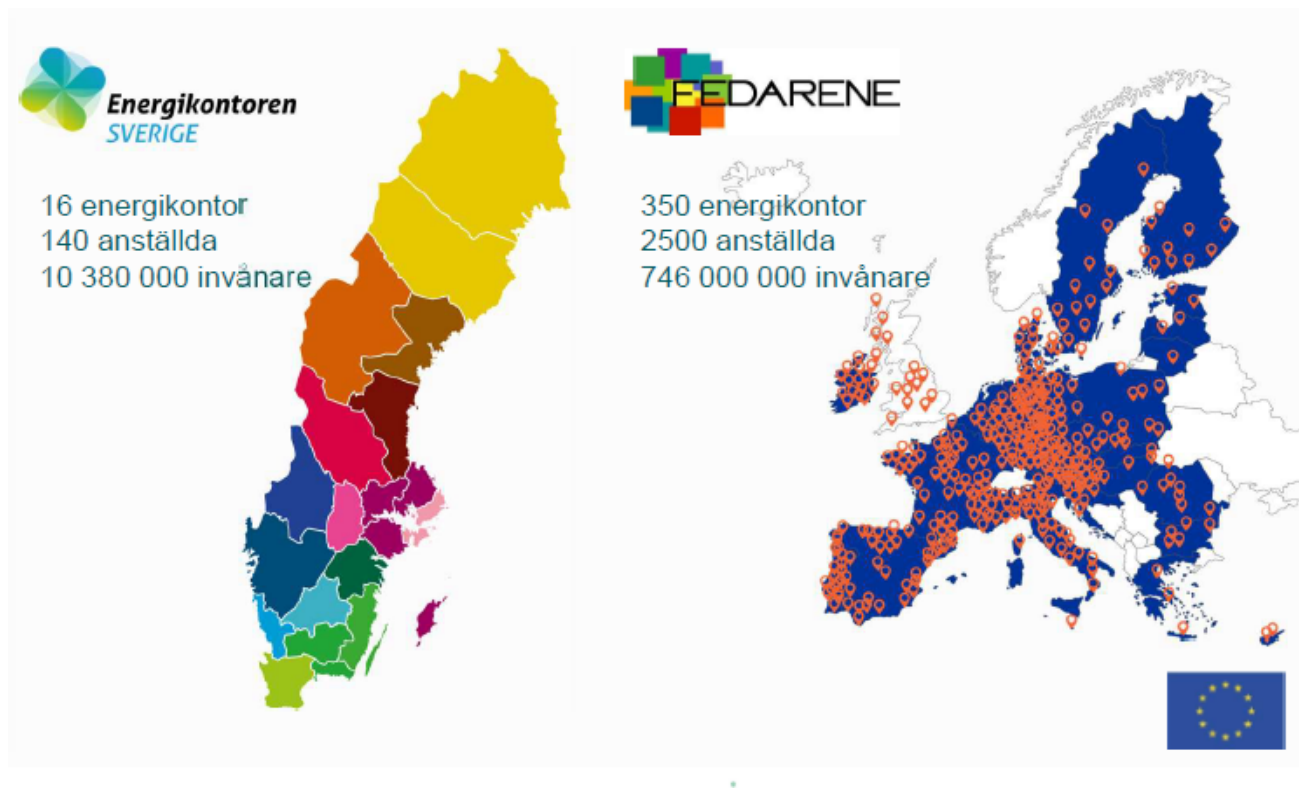 Energikontoren
SVERIGE
16 energikontor
140 anställda
10 380 000 invånare
FEDARENE
350 energikontor
2500 anställda
746 000 000 invånare